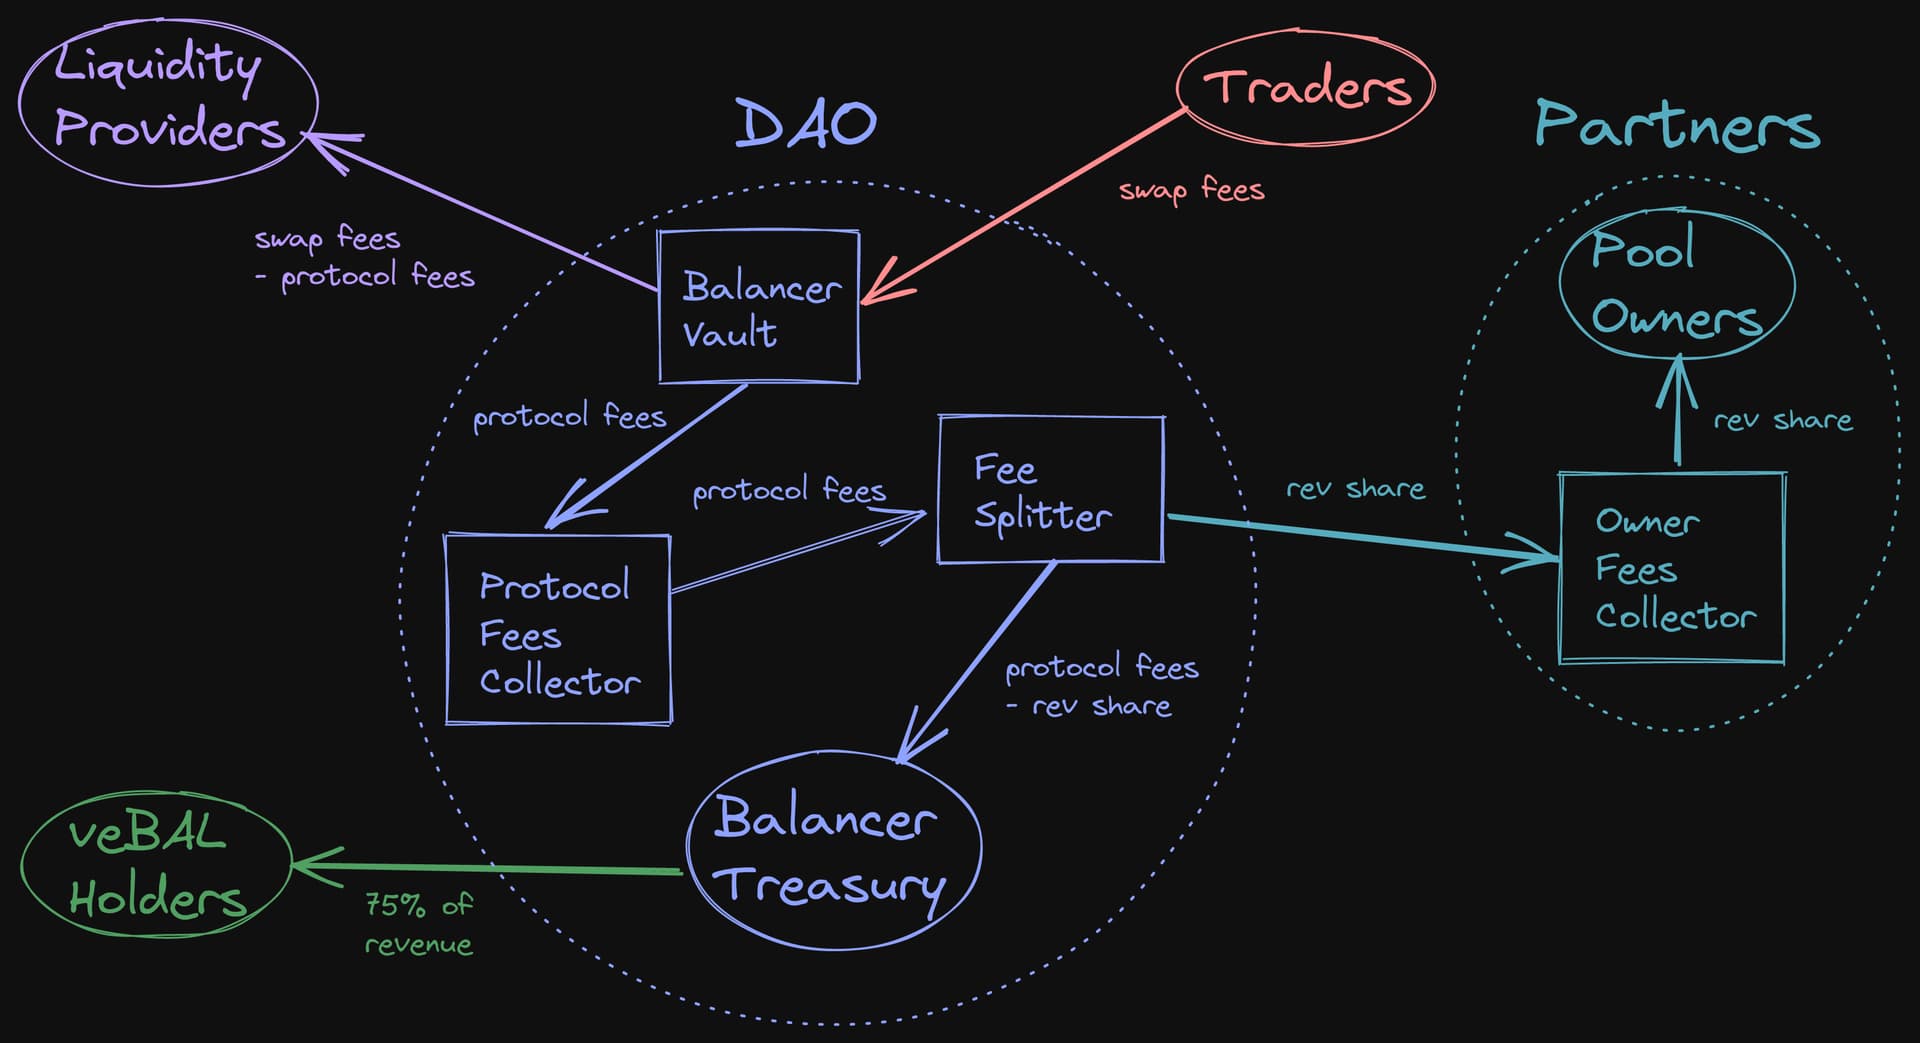 Liquidity
Providers
DAO
Traders
Partners
swap fees
swap fees
- protocol fees
Balancer
Vault
Pool
Owners
protocol fees
protocol fees
Fee
Splitter
rev share
rev share
Protocol
Fees
Collector
Owner
Fees
Collector
protocol fees
- rev share
Balancer
Treasury
veBAL
Holders
75% of
revenue